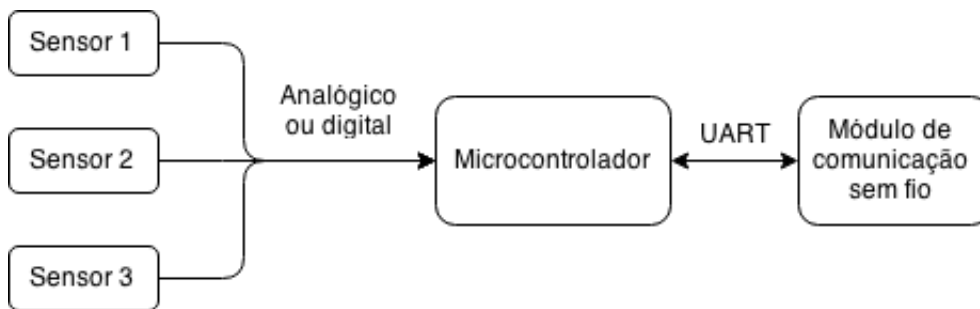 Sensor 1
Sensor 2
Sensor 3
Analógico
ou digital
Microcontrolador
UART
Módulo de
comunicação
sem fio